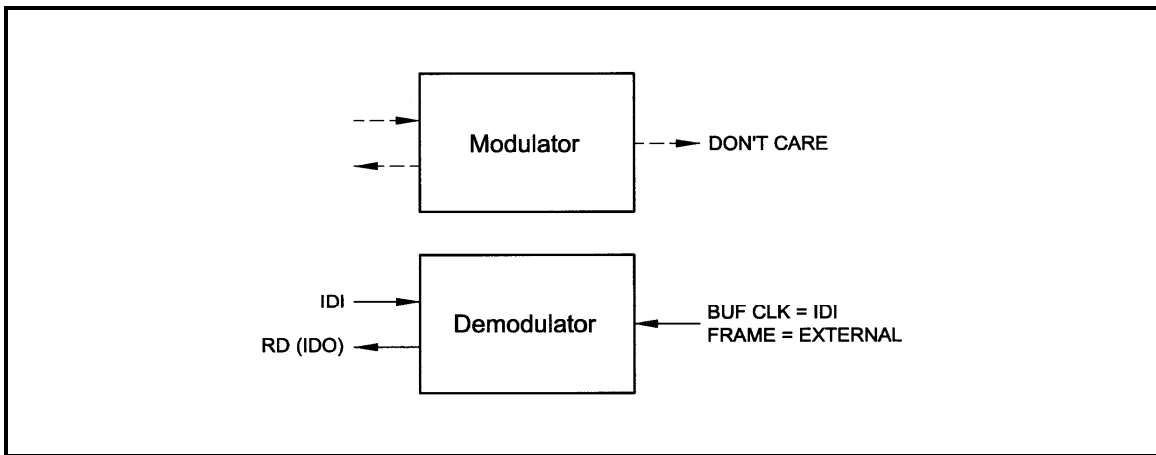 Modulator
DON'T CARE
IDI
RD (IDO)
Demodulator
BUF CLK = IDI
FRAME = EXTERNAL